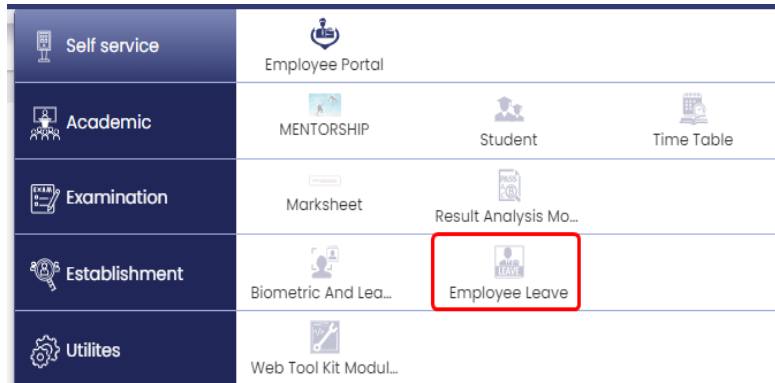 Self service
Employee Portal
Academic
MENTORSHIP
Student
Time Table
Examination
Marksheet
Result Analysis Mo...
Establishment
Biometric And Lea...
Employee Leave
Utilites
Web Tool Kit Modul...